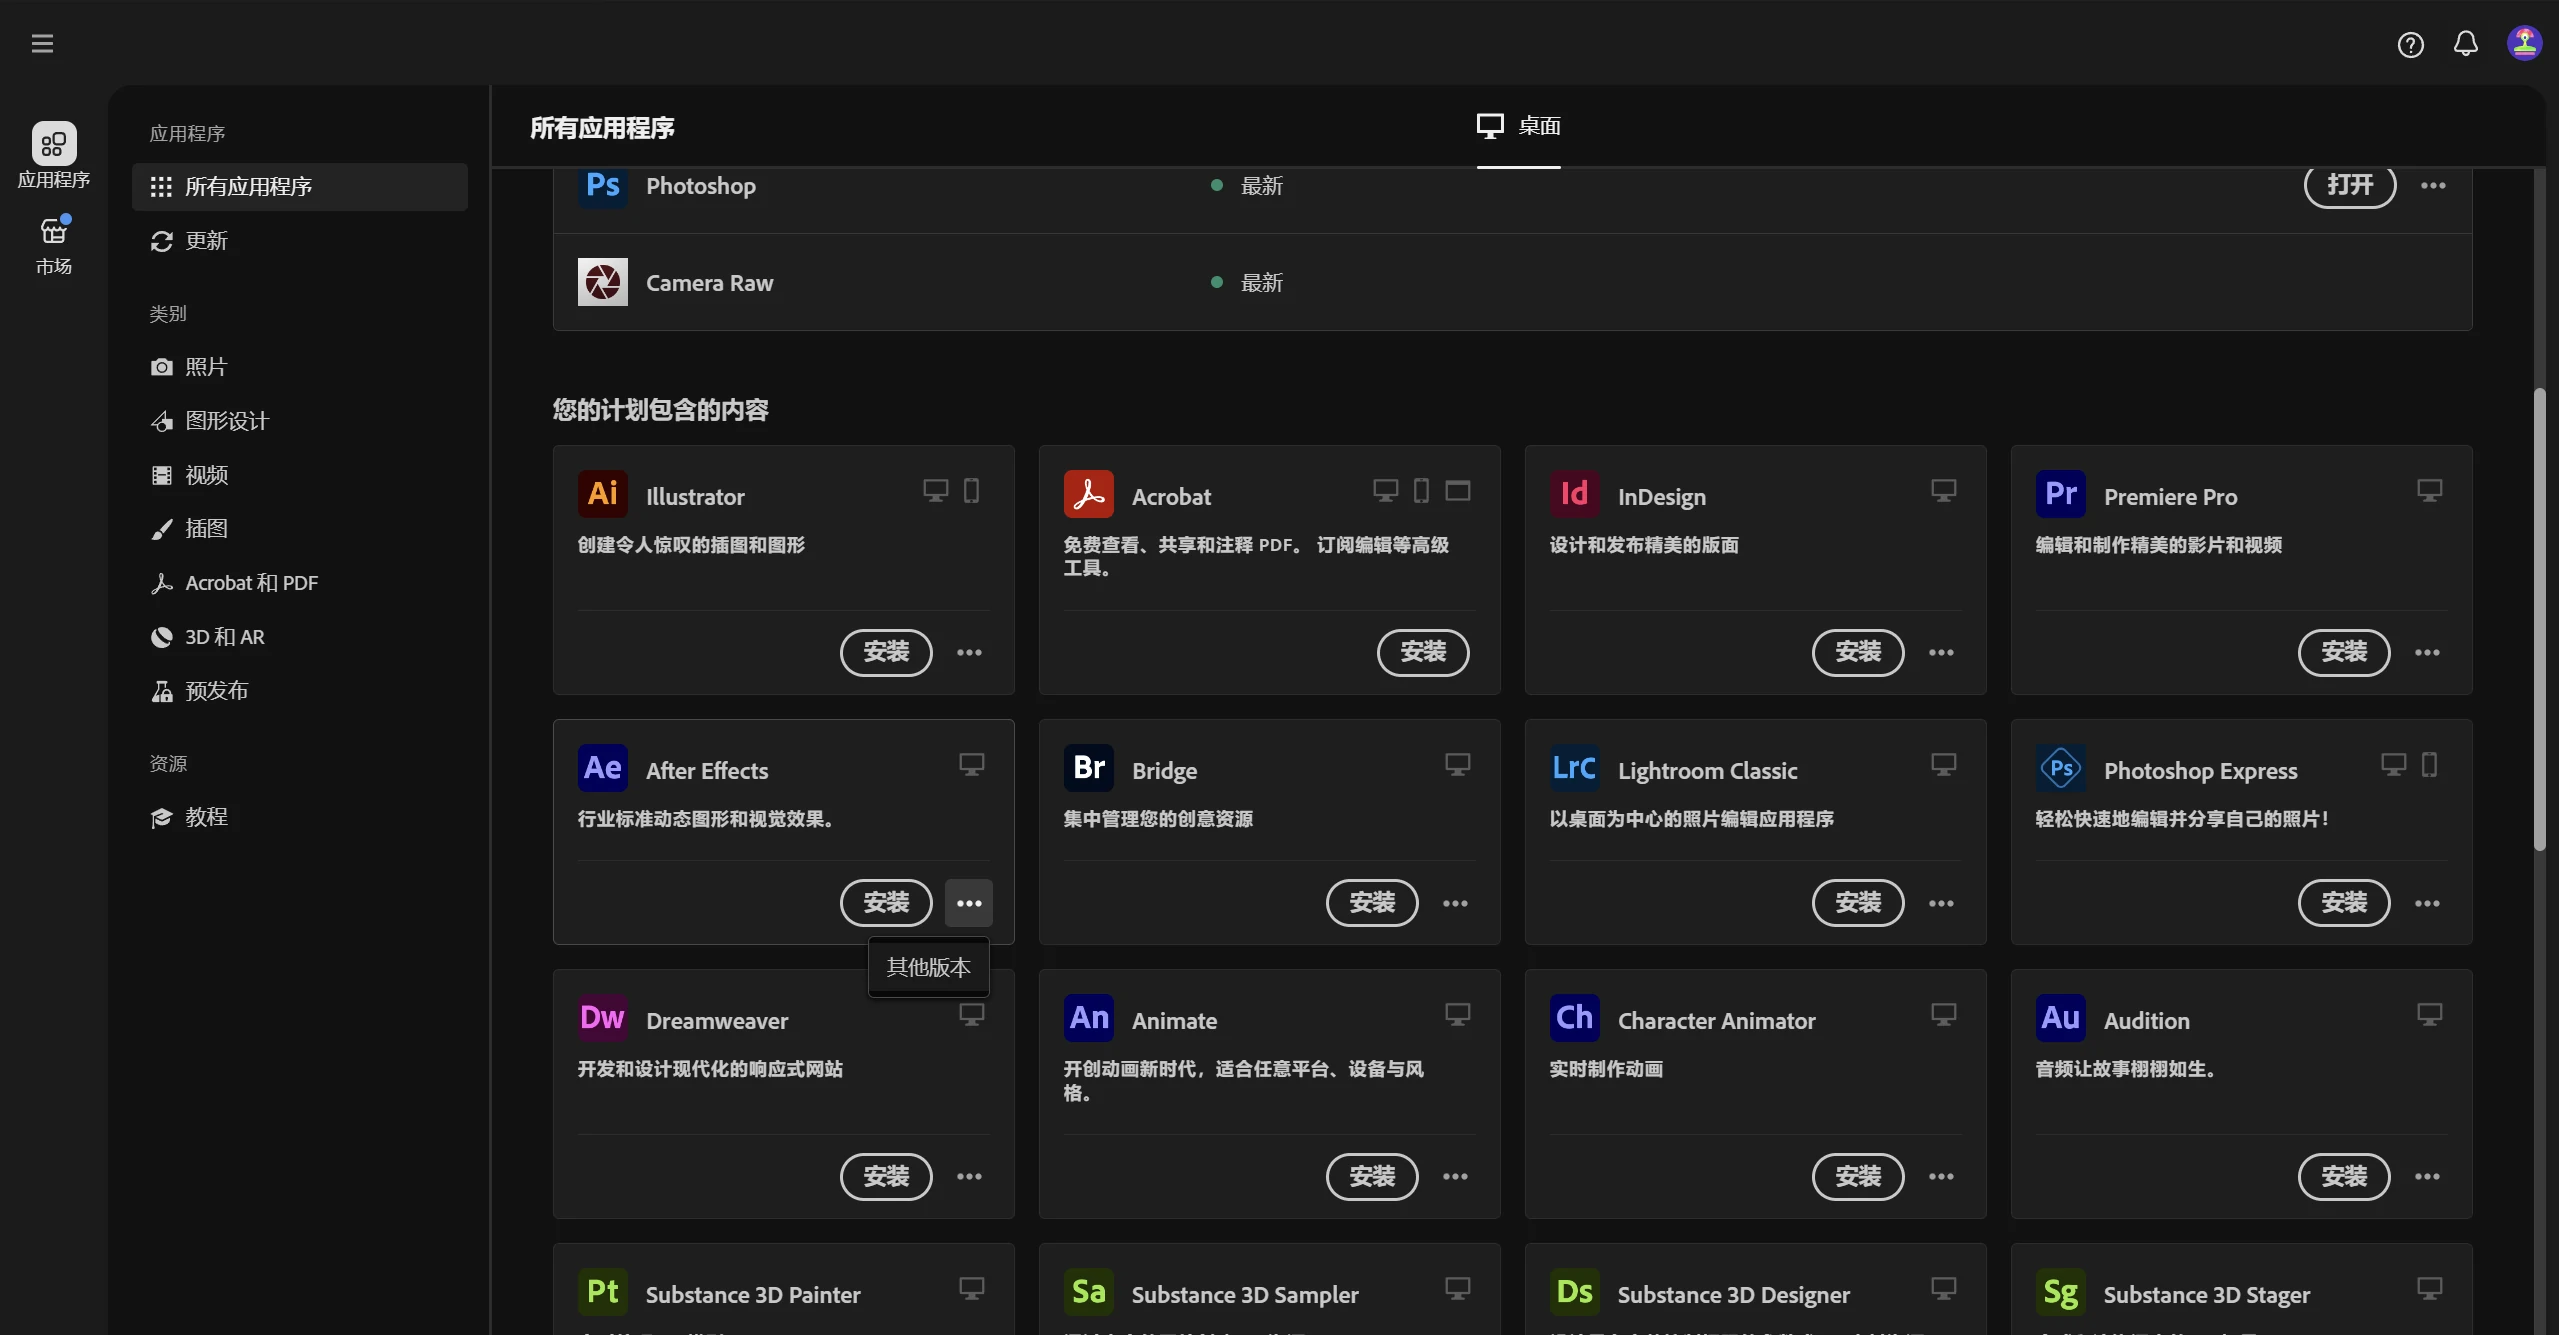 应用程序
市场
应用程序
所有应用程序
更新
类别
照片
图形设计
视频
插图
Acrobat 和 PDF
3D 和 AR
预发布
资源
教程
所有应用程序
桌面
Ps Photoshop 最新 打开
Camera Raw 最新
您的计划包含的内容
Ai Illustrator
创建令人惊叹的插图和图形
安装
Acrobat
免费查看、共享和注释 PDF。 订阅编辑等高级
工具。
安装
Id InDesign
设计和发布精美的版面
安装
Pr Premiere Pro
编辑和制作精美的影片和视频
安装
Ae After Effects
行业标准动态图形和视觉效果。
安装
其他版本
Br Bridge
集中管理您的创意资源
安装
LrC Lightroom Classic
以桌面为中心的照片编辑应用程序
安装
Ps Photoshop Express
轻松快速地编辑并分享自己的照片！
安装
Dw Dreamweaver
开发和设计现代化的响应式网站
安装
An Animate
开创动画新时代，适合任意平台、设备与风
格。
安装
Ch Character Animator
实时制作动画
安装
Au Audition
音频让故事栩栩如生。
安装
Pt Substance 3D Painter
Sa Substance 3D Sampler
Ds Substance 3D Designer
Sg Substance 3D Stager